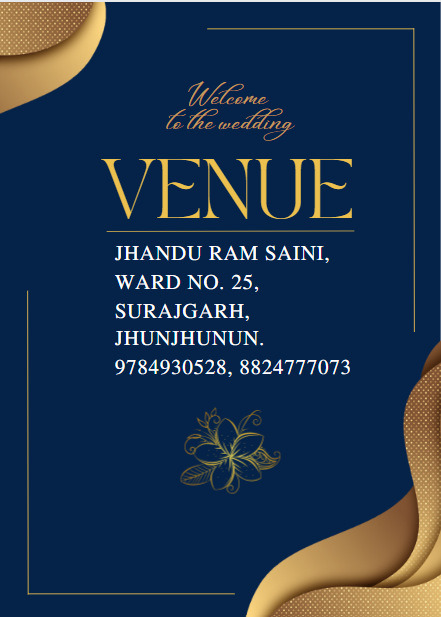 Welcome
to the wedding
VENUE
JHANDU RAM SAINI,
WARD NO. 25,
SURAJGARH,
JHUNJHUNUN.
9784930528, 8824777073